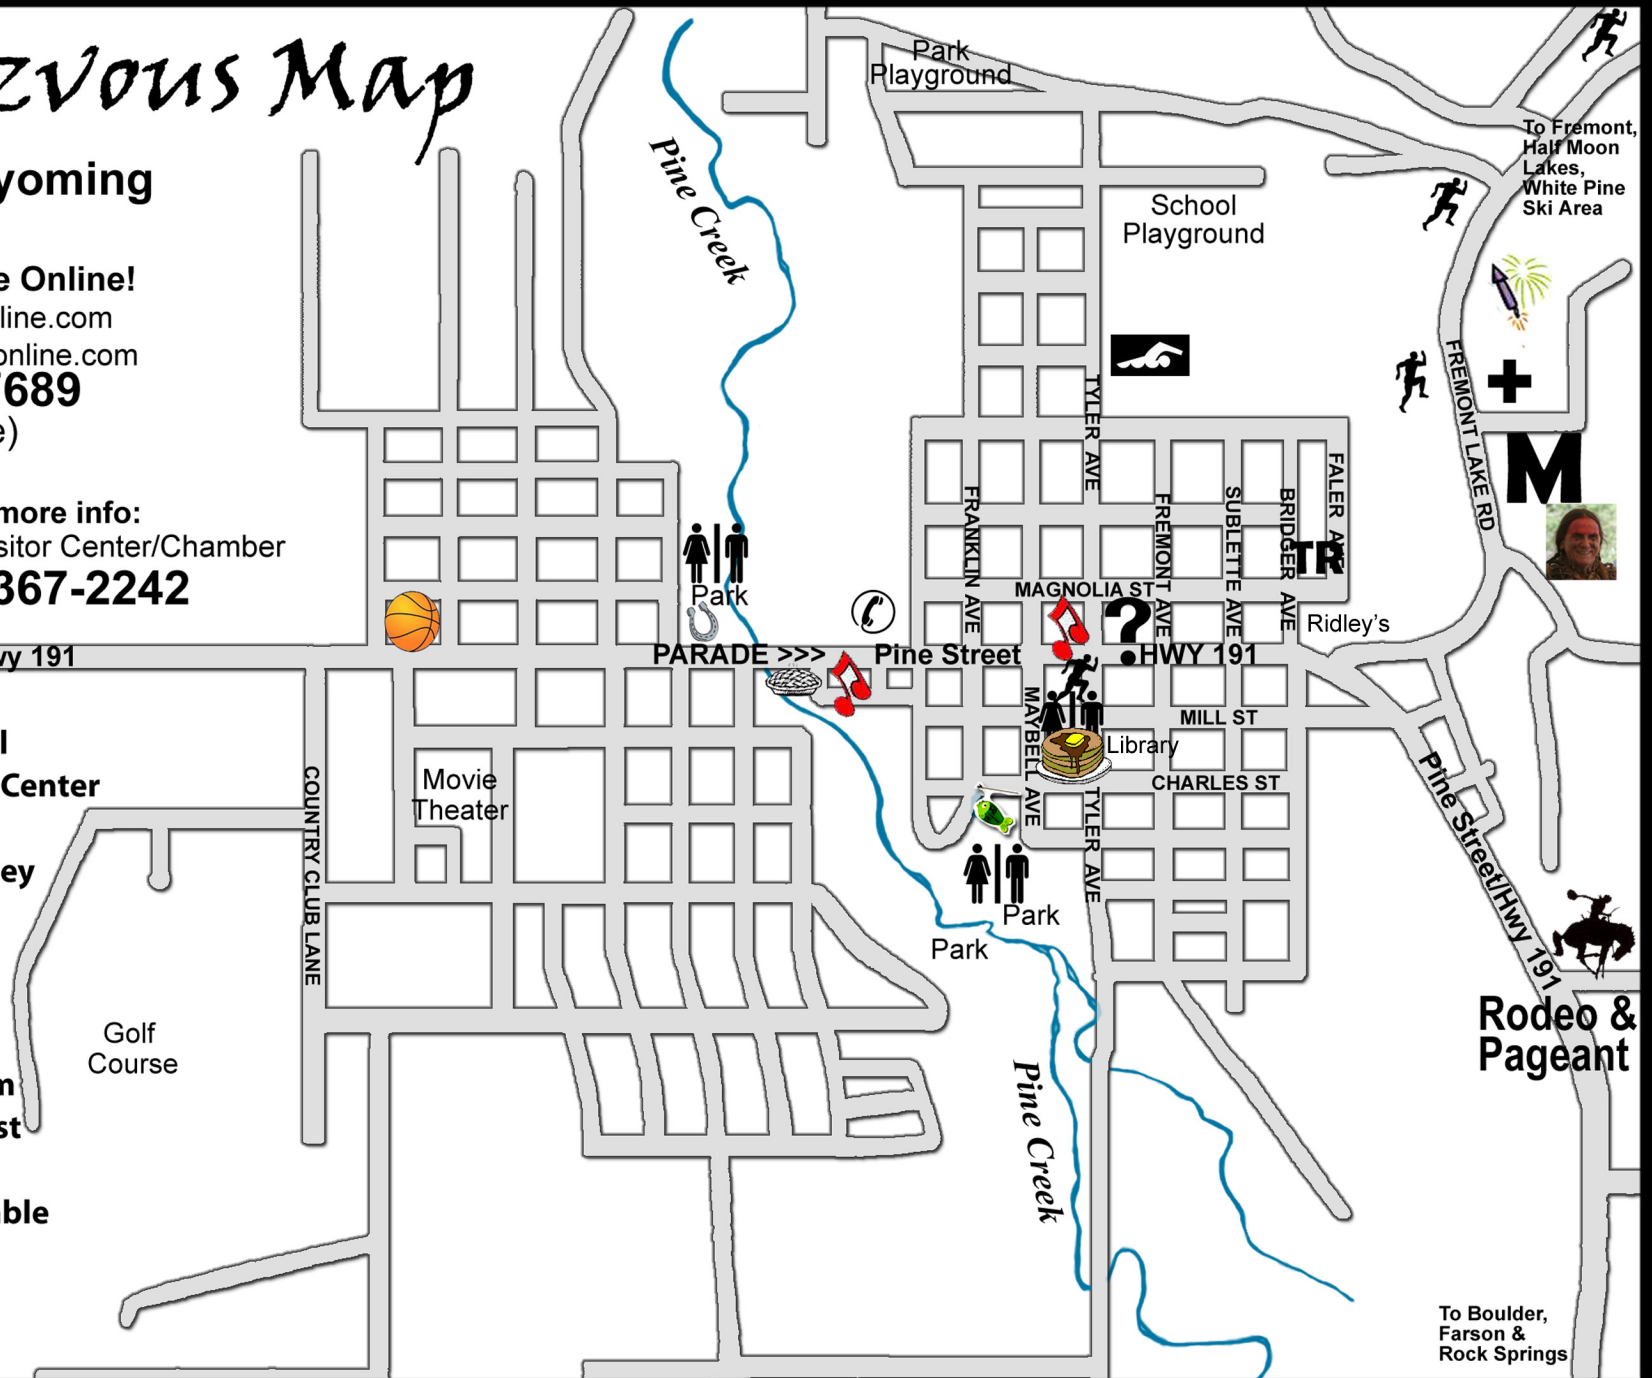 zvous Map
yoming
e Online!
line.com
online.com
7689
e)
more info:
sitor Center/Chamber
367-2242
vy 191
l
Center
ey
m
st
ble
Park
Playground
Pine Creek
To Fremont,
Half Moon
Lakes,
White Pine
Ski Area
School
Playground
FREMONT LAKE RD
M
TYLER AVE
FRANKLIN AVE
FREMONT AVE
SUBLETTE AVE
BRIDGER AVE
FALER AVE
TR
Park
MAGNOLIA ST
?
Ridley's
PARADE >>>
Pine Street
HWY 191
MAYBELL AVE
MILL ST
Library
CHARLES ST
TYLER AVE
Movie
Theater
COUNTRY CLUB LANE
Pine Street/Hwy 191
Park
Park
Golf
Course
Rodeo &
Pageant
Pine Creek
To Boulder,
Farson &
Rock Springs